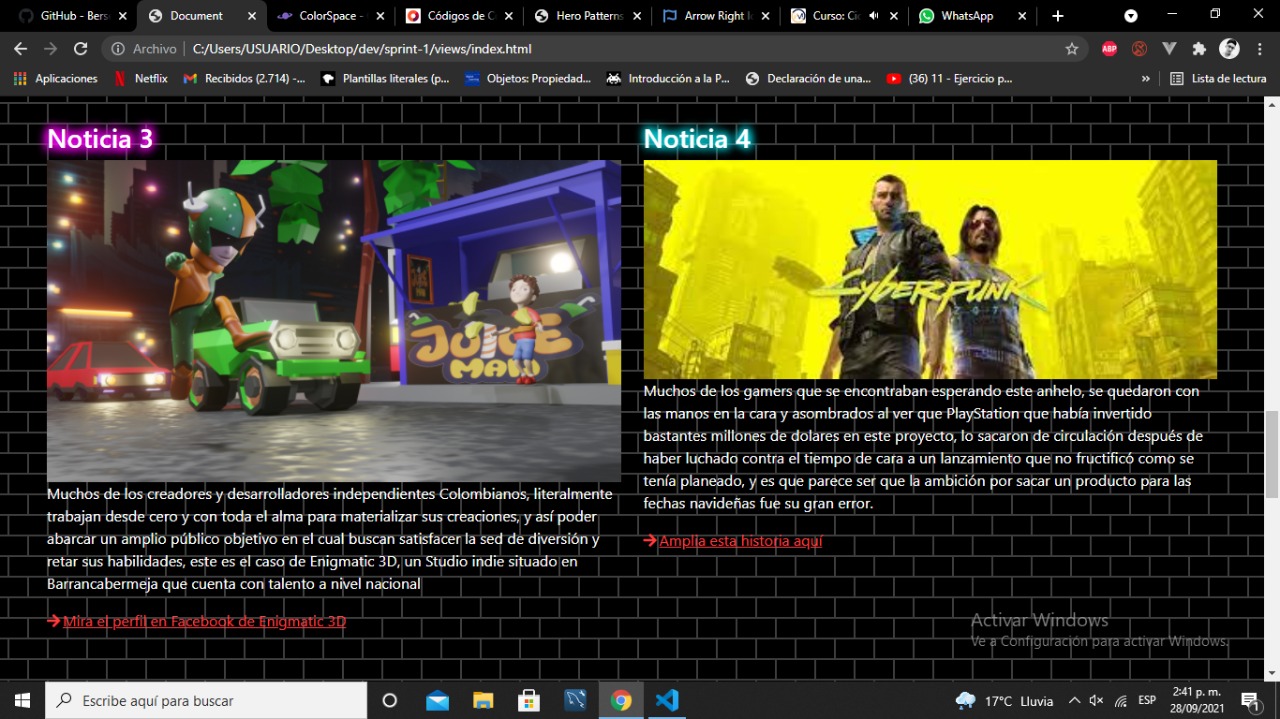 GitHub - Bers
Document
ColorSpace -
Códigos de C
Hero Patterns
Arrow Right I
Curso: Ci
WhatsApp
Archivo
C:/Users/USUARIO/Desktop/dev/sprint-1/views/index.html
ABP
Aplicaciones
Netflix
Recibidos (2.714) -...
Plantillas literales (p...
Objetos: Propiedad...
Introducción a la P...
Declaración de una...
(36) 11 - Ejercicio p...
»
Lista de lectura
Noticia 3
JUICE
MAW
Muchos de los creadores y desarrolladores independientes Colombianos, literalmente
trabajan desde cero y con toda el alma para materializar sus creaciones, y así poder
abarcar un amplio público objetivo en el cual buscan satisfacer la sed de diversión y
retar sus habilidades, este es el caso de Enigmatic 3D, un Studio indie situado en
Barrancabermeja que cuenta con talento a nivel nacional
Mira el perfil en Facebook de Enigmatic 3D
Noticia 4
CYBERPUNK
Muchos de los gamers que se encontraban esperando este anhelo, se quedaron con
las manos en la cara y asombrados al ver que PlayStation que había invertido
bastantes millones de dolares en este proyecto, lo sacaron de circulación después de
haber luchado contra el tiempo de cara a un lanzamiento que no fructificó como se
tenía planeado, y es que parece ser que la ambición por sacar un producto para las
fechas navideñas fue su gran error.
Amplia esta historia aquí
Activar Windows
Ve a Configuración para activar Windows.
Escribe aquí para buscar
17°C Lluvia
ESP
2:41 p. m.
28/09/2021
1